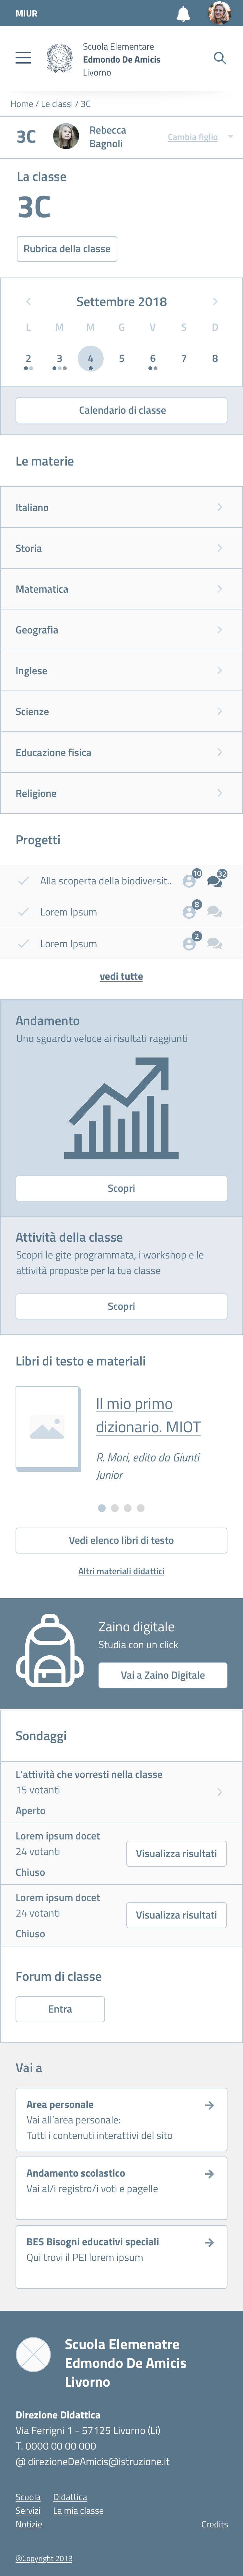 MIUR
Scuola Elementare
Edmondo De Amicis
Livorno
Home / Le classi / 3C
3C
Rebecca
Bagnoli
Cambia figlio
La classe
3C
Rubrica della classe
Settembre 2018
L M M G V S D
2 3 4 5 6 7 8
Calendario di classe
Le materie
Italiano
Storia
Matematica
Geografia
Inglese
Scienze
Educazione fisica
Religione
Progetti
Alla scoperta della biodiversit.. 10 32
Lorem Ipsum 8
Lorem Ipsum 2
vedi tutte
Andamento
Uno sguardo veloce ai risultati raggiunti
Scopri
Attività della classe
Scopri le gite programmata, i workshop e le
attività proposte per la tua classe
Scopri
Libri di testo e materiali
Il mio primo
dizionario. MIOT
R. Mari, edito da Giunti
Junior
Vedi elenco libri di testo
Altri materiali didattici
Zaino digitale
Studia con un click
Vai a Zaino Digitale
Sondaggi
L'attività che vorresti nella classe
15 votanti
Aperto
Lorem ipsum docet
24 votanti
Visualizza risultati
Chiuso
Lorem ipsum docet
24 votanti
Visualizza risultati
Chiuso
Forum di classe
Entra
Vai a
Area personale
Vai all'area personale:
Tutti i contenuti interattivi del sito
Andamento scolastico
Vai al/i registro/i voti e pagelle
BES Bisogni educativi speciali
Qui trovi il PEI lorem ipsum
Scuola Elemenatre
Edmondo De Amicis
Livorno
Direzione Didattica
Via Ferrigni 1 - 57125 Livorno (Li)
T. 0000 00 00 000
@ direzioneDeAmicis@istruzione.it
Scuola Didattica
Servizi La mia classe
Notizie Credits
®Copyright 2013